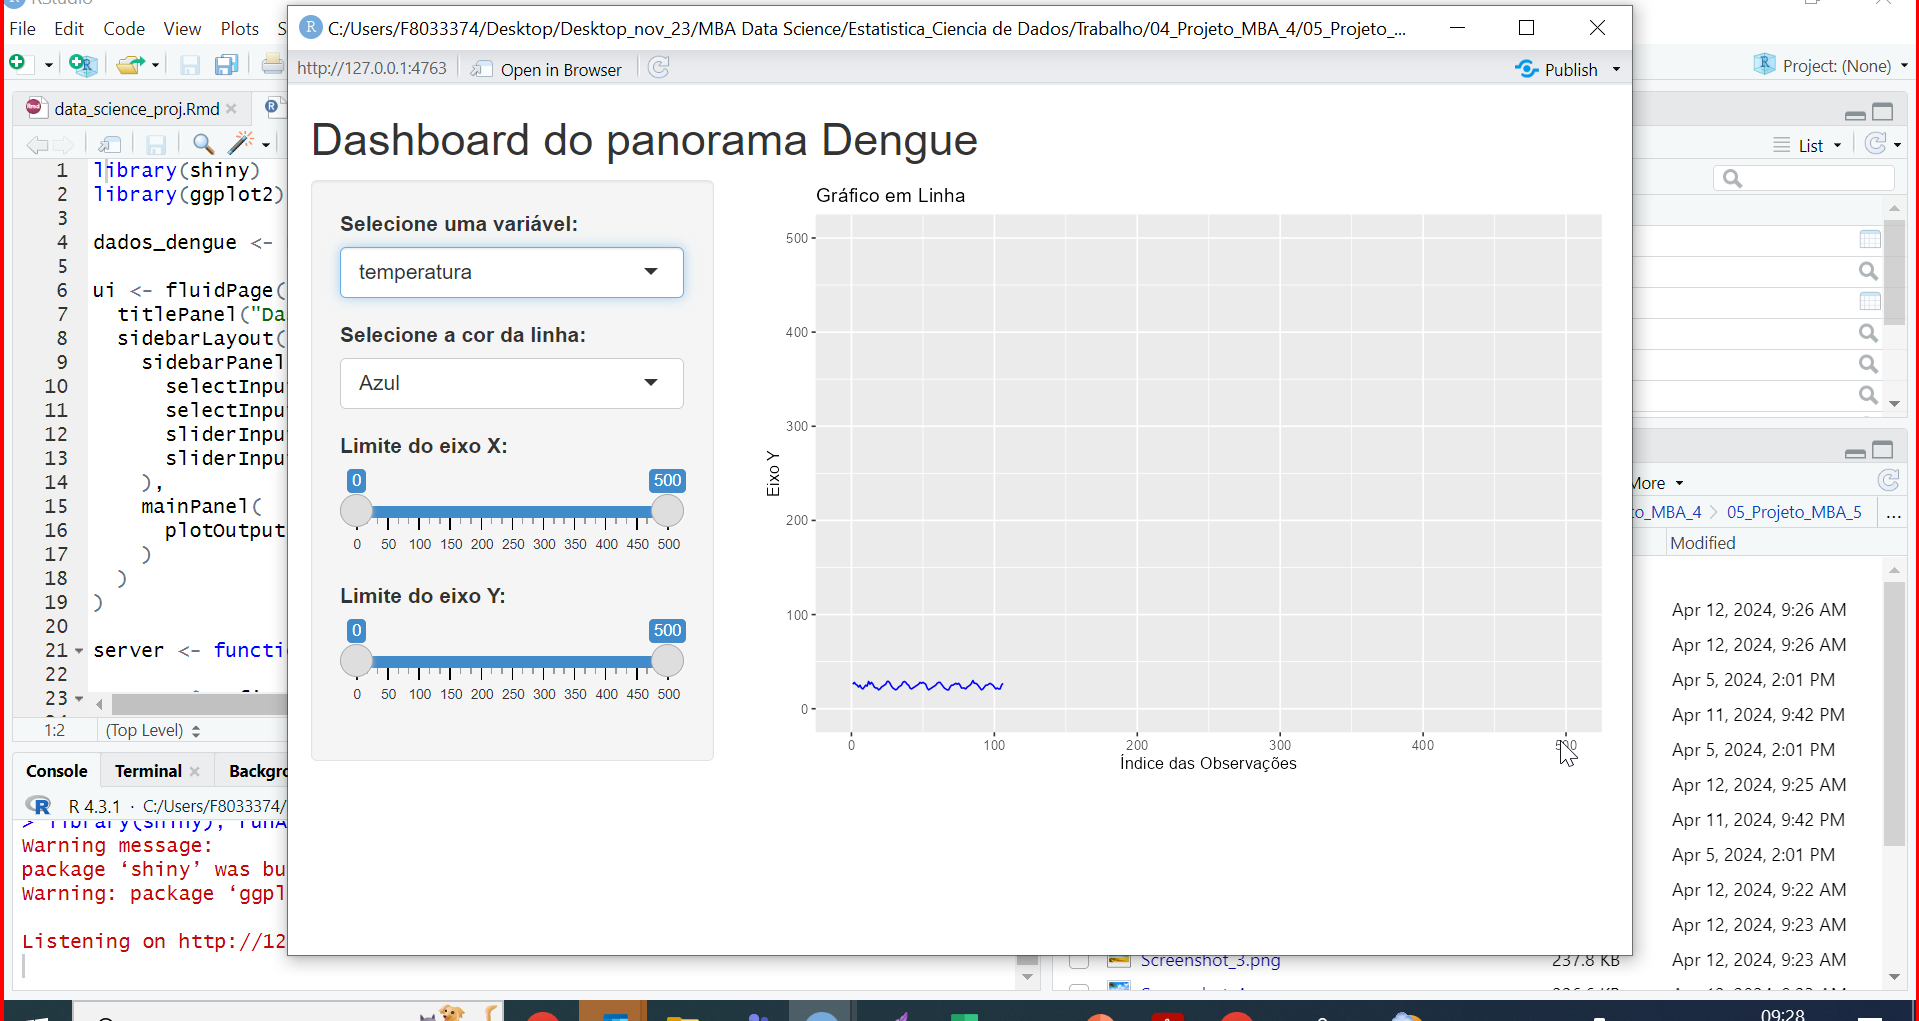 RStudio
File Edit Code View Plots S
C:/Users/F8033374/Desktop/Desktop_nov_23/MBA Data Science/Estatistica_Ciencia de Dados/Trabalho/04_Projeto_MBA_4/05_Projeto_...
http://127.0.0.1:4763 Open in Browser Publish
Project: (None)
data_science_proj.Rmd
List
1 library(shiny)
2 library(ggplot2)
3
4 dados_dengue <-
5
6 ui <- fluidPage(
7 titlePanel("Da
8 sidebarLayout(
9 sidebarPanel
10 selectInpu
11 selectInpu
12 sliderInpu
13 sliderInpu
14 ),
15 mainPanel(
16 plotOutput
17 )
18 )
19 )
20
21 server <- functi
22
23
1:2 (Top Level)
Console Terminal Backgro
R 4.3.1 · C:/Users/F8033374/
> library(shiny); runA
Warning message:
package ‘shiny’ was bu
Warning: package ‘ggpl
Listening on http://12
Dashboard do panorama Dengue
Selecione uma variável:
temperatura
Selecione a cor da linha:
Azul
Limite do eixo X:
0 500
0 50 100 150 200 250 300 350 400 450 500
Limite do eixo Y:
0 500
0 50 100 150 200 250 300 350 400 450 500
Gráfico em Linha
Eixo Y
500
400
300
200
100
0
0 100 200 300 400 500
Índice das Observações
More
to_MBA_4 05_Projeto_MBA_5 ...
Modified
Apr 12, 2024, 9:26 AM
Apr 12, 2024, 9:26 AM
Apr 5, 2024, 2:01 PM
Apr 11, 2024, 9:42 PM
Apr 5, 2024, 2:01 PM
Apr 12, 2024, 9:25 AM
Apr 11, 2024, 9:42 PM
Apr 5, 2024, 2:01 PM
Apr 12, 2024, 9:22 AM
Apr 12, 2024, 9:23 AM
Screenshot_3.png 237.8 KB Apr 12, 2024, 9:23 AM
09:28